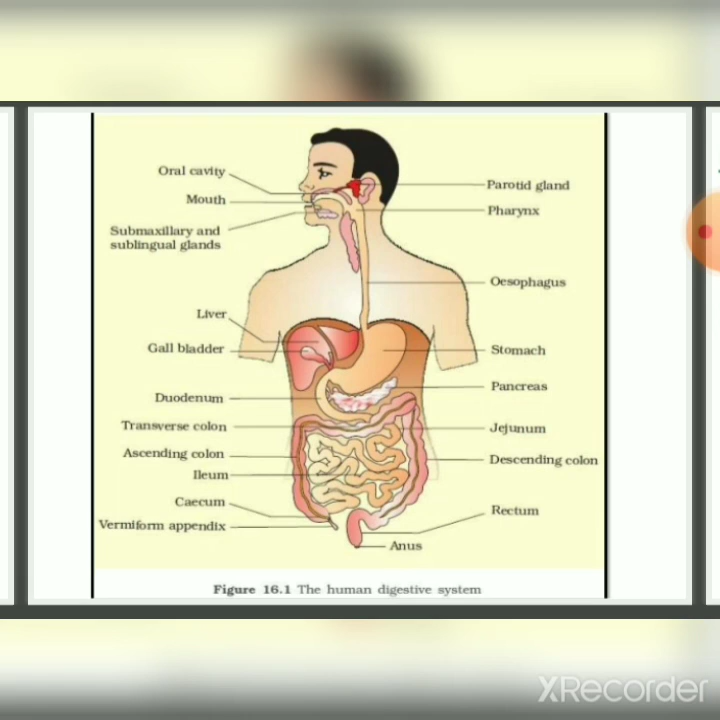 Oral cavity
Mouth
Submaxillary and
sublingual glands
Liver
Gall bladder
Duodenum
Transverse colon
Ascending colon
Ileum
Caecum
Vermiform appendix
Parotid gland
Pharynx
Oesophagus
Stomach
Pancreas
Jejunum
Descending colon
Rectum
Anus
Figure 16.1 The human digestive system
XRecorder